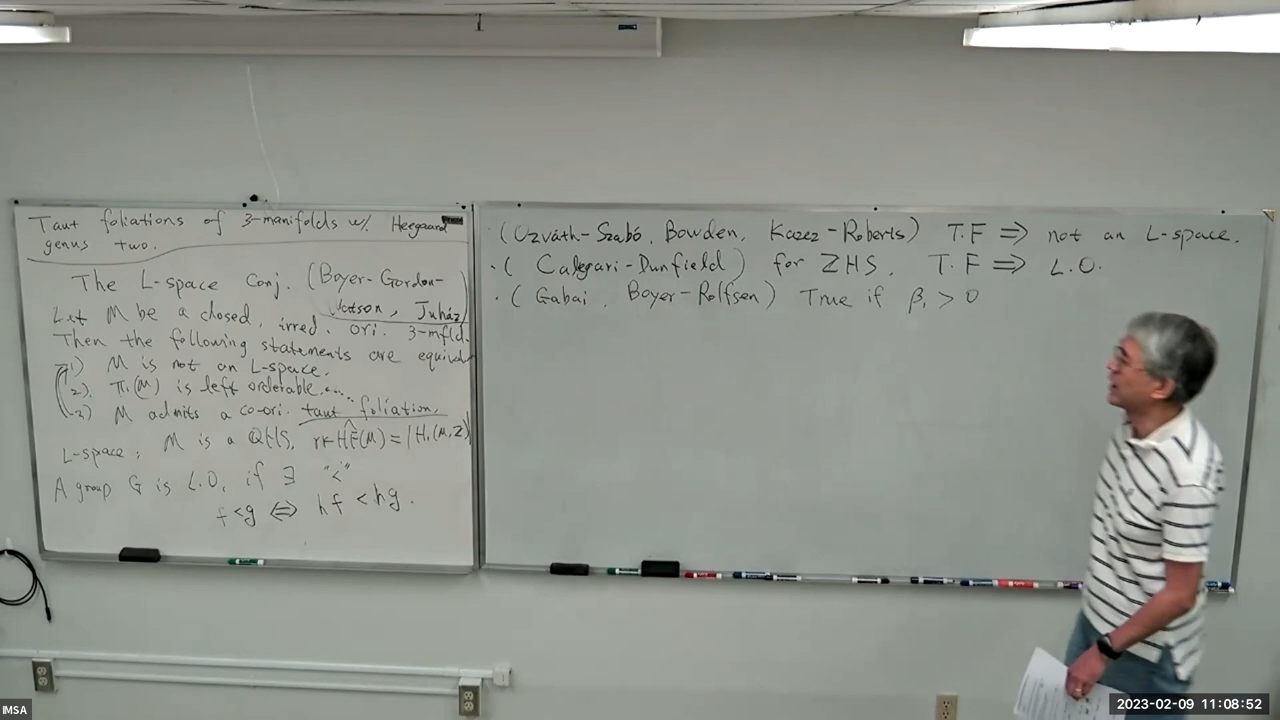 Taut foliations of 3-manifolds w/. Heegaard
genus two.
The L-space Conj. (Boyer-Gordon-
Watson, Juház)
Let M be a closed, irred. ori. 3-mfld.
Then the following statements are equival
1) M is not an L-space.
2). π₁(M) is left orderable.
3) M admits a co-ori. taut foliation.
L-space; M is a QHS, rk ĤF(M) = |H₁(M,Z)|
A group G is L.O, if ∃ "<"
f<g ⇔ hf < hg.
(Ozváth-Szabó, Bowden, Kazez-Roberts) T.F ⇒ not an L-space.
· ( Calegari-Dunfield ) for ZHS, T.F ⇒ L.O.
· ( Gabai, Boyer-Rolfsen) True if β₁ > 0
IMSA
2023-02-09 11:08:52